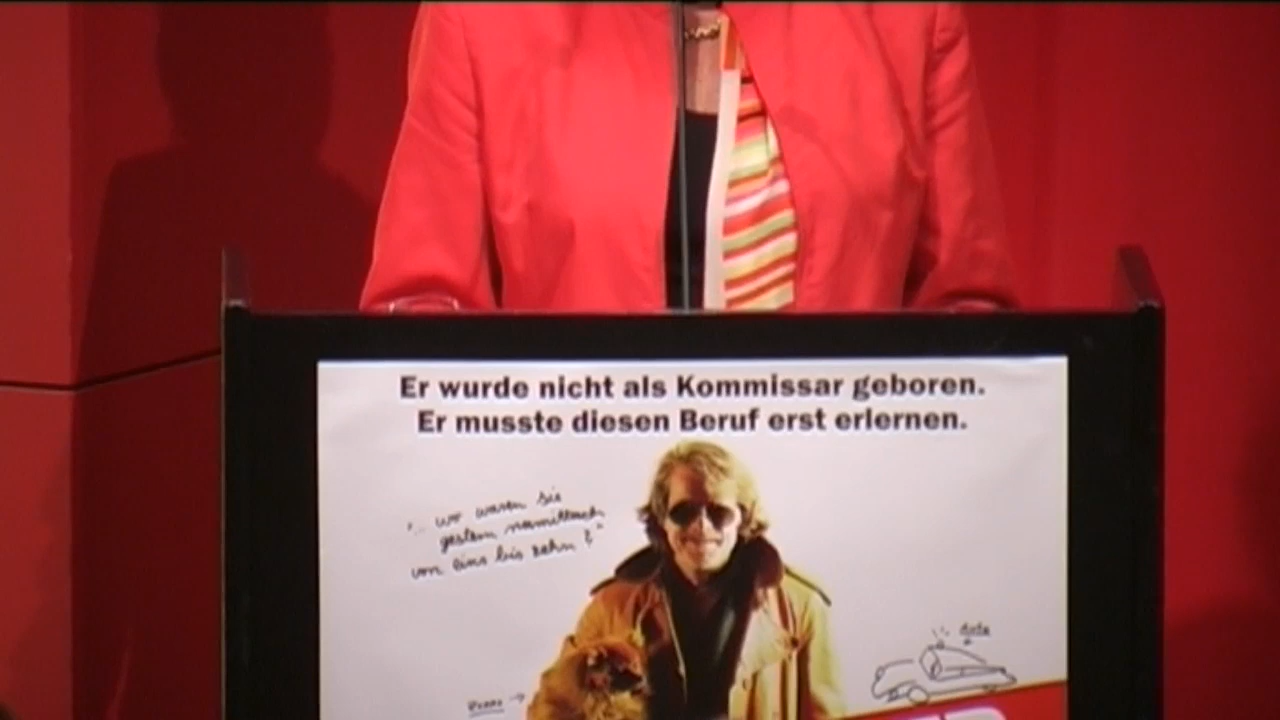 Er wurde nicht als Kommissar geboren.
Er musste diesen Beruf erst erlernen.
"... wo waren sie
gestern namittach
von eins bis zehn ?"